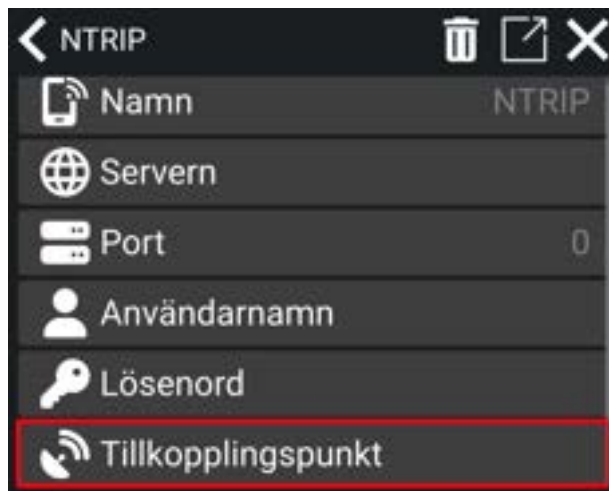 NTRIP
Namn NTRIP
Servern
Port 0
Användarnamn
Lösenord
Tillkopplingspunkt